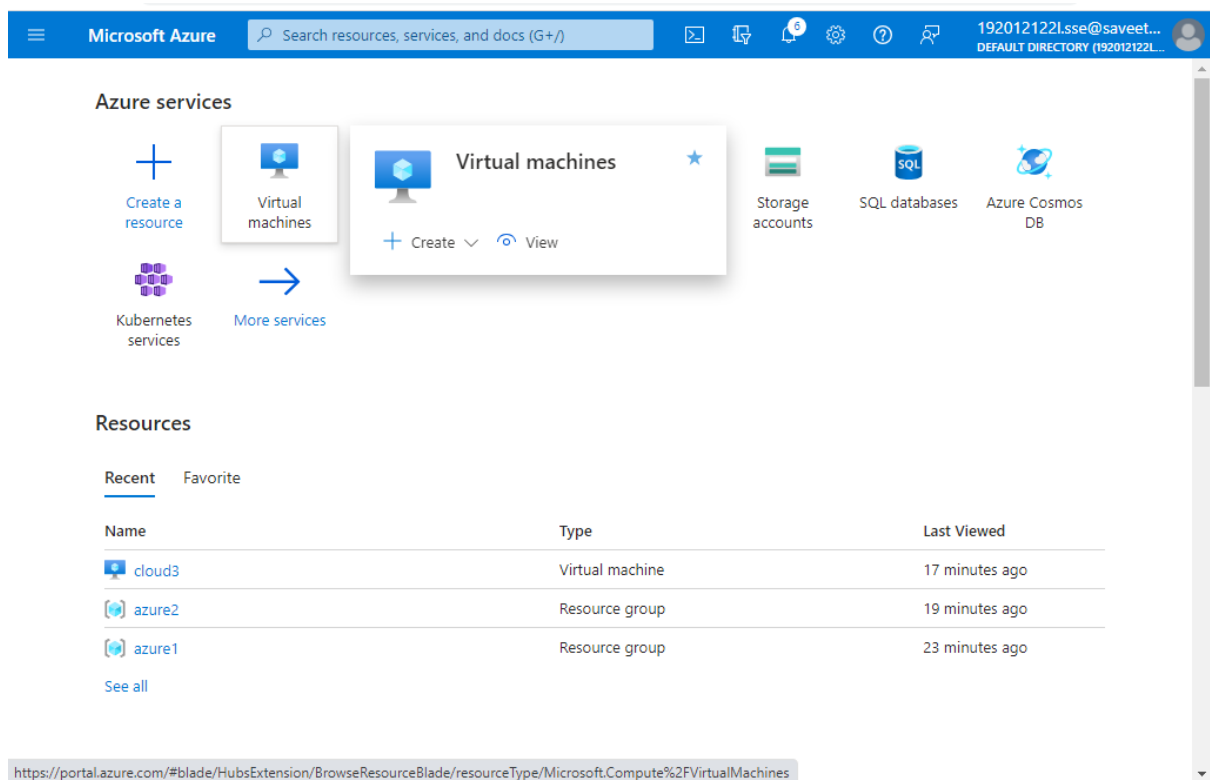 Microsoft Azure
Search resources, services, and docs (G+/)
6
192012122l.sse@saveet...
DEFAULT DIRECTORY (192012122L...
Azure services
Create a
resource
Virtual
machines
Virtual machines
Create
View
Storage
accounts
SQL
SQL databases
Azure Cosmos
DB
Kubernetes
services
More services
Resources
Recent Favorite
Name Type Last Viewed
cloud3 Virtual machine 17 minutes ago
azure2 Resource group 19 minutes ago
azure1 Resource group 23 minutes ago
See all
https://portal.azure.com/#blade/HubsExtension/BrowseResourceBlade/resourceType/Microsoft.Compute%2FVirtualMachines